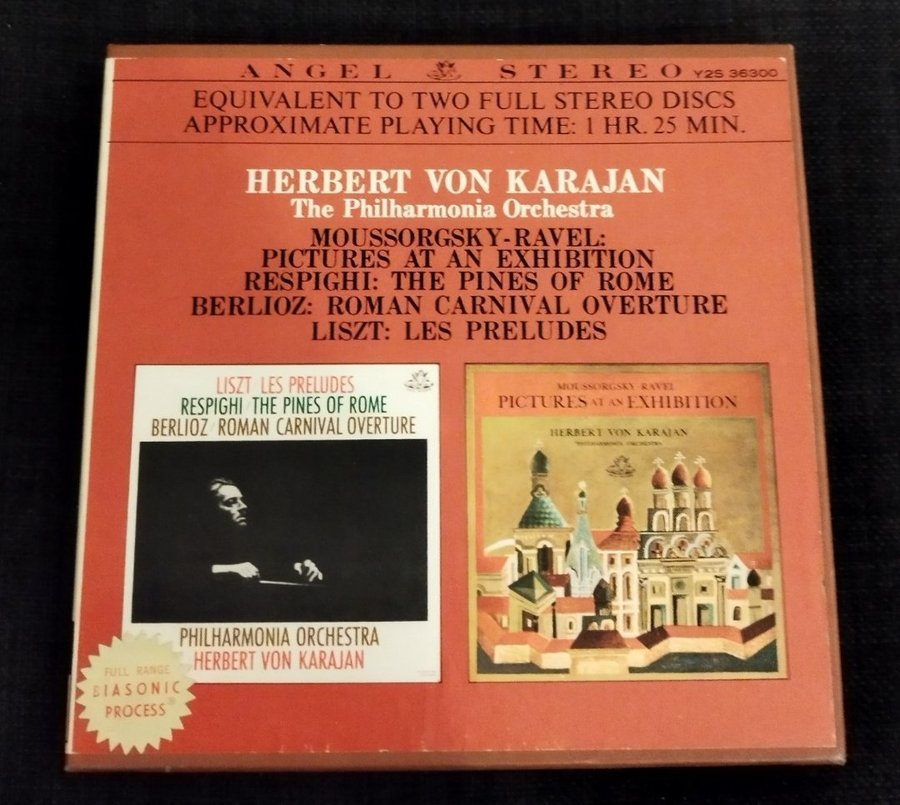 ANGEL STEREO Y2S 36300
EQUIVALENT TO TWO FULL STEREO DISCS
APPROXIMATE PLAYING TIME: 1 HR. 25 MIN.
HERBERT VON KARAJAN
The Philharmonia Orchestra
MOUSSORGSKY-RAVEL:
PICTURES AT AN EXHIBITION
RESPIGHI: THE PINES OF ROME
BERLIOZ: ROMAN CARNIVAL OVERTURE
LISZT: LES PRELUDES
LISZT/LES PRELUDES
RESPIGHI/THE PINES OF ROME
BERLIOZ/ROMAN CARNIVAL OVERTURE
PHILHARMONIA ORCHESTRA
HERBERT VON KARAJAN
MOUSSORGSKY-RAVEL
PICTURES AT AN EXHIBITION
HERBERT VON KARAJAN
PHILHARMONIA ORCHESTRA
FULL RANGE
BIASONIC
PROCESS®